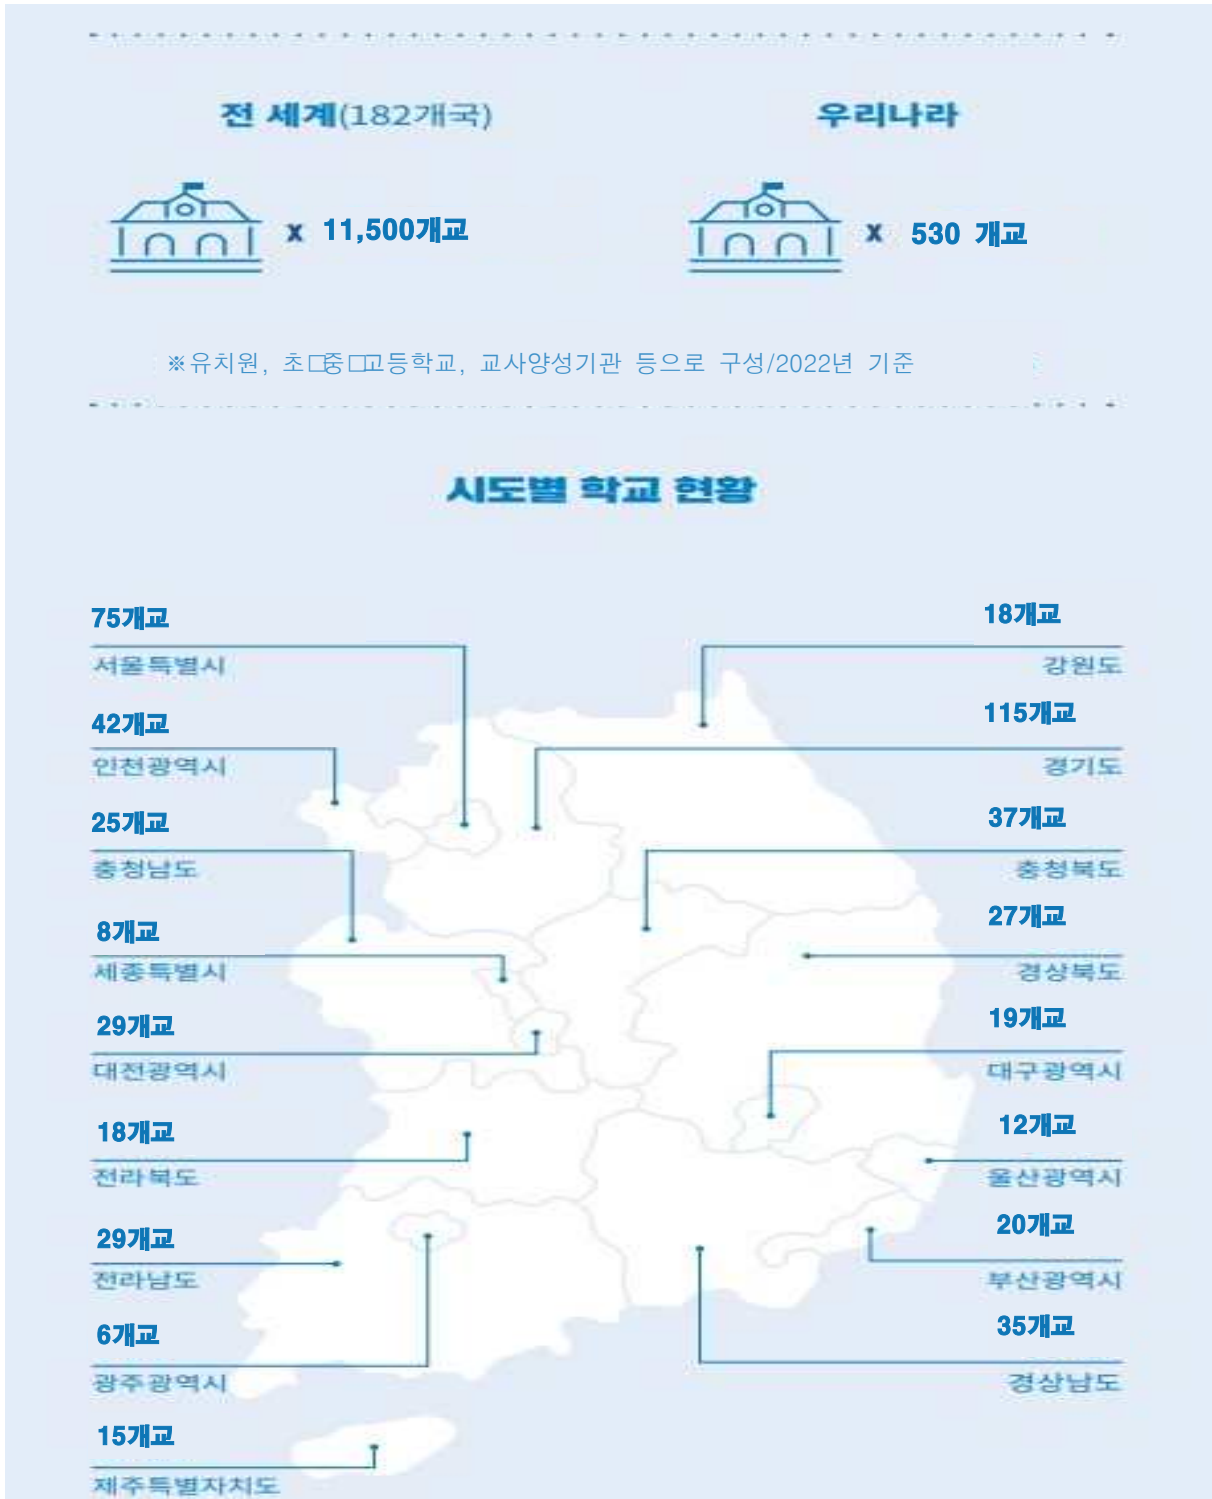 전 세계(182개국)
우리나라
x 11,500개교
x 530 개교
※유치원, 초□중□고등학교, 교사양성기관 등으로 구성/2022년 기준
시도별 학교 현황
75개교
서울특별시
42개교
인천광역시
25개교
충청남도
8개교
세종특별시
29개교
대전광역시
18개교
전라북도
29개교
전라남도
6개교
광주광역시
15개교
제주특별자치도
18개교
강원도
115개교
경기도
37개교
충청북도
27개교
경상북도
19개교
대구광역시
12개교
울산광역시
20개교
부산광역시
35개교
경상남도